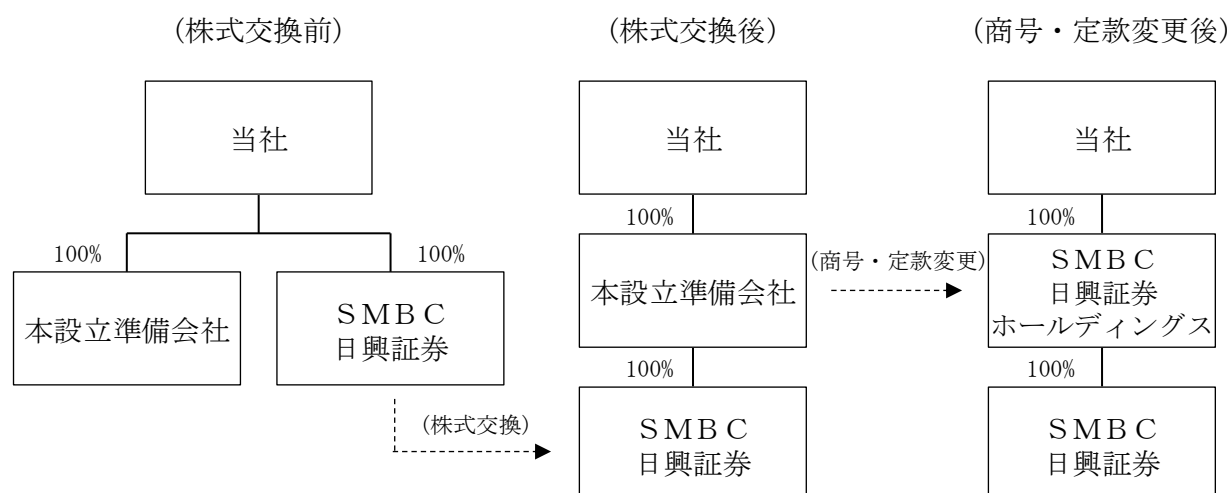 (株式交換前)
当社
100%
100%
本設立準備会社
ＳＭＢＣ
日興証券
(株式交換)
(株式交換後)
当社
100%
本設立準備会社
100%
ＳＭＢＣ
日興証券
(商号・定款変更)
(商号・定款変更後)
当社
100%
ＳＭＢＣ
日興証券
ホールディングス
100%
ＳＭＢＣ
日興証券